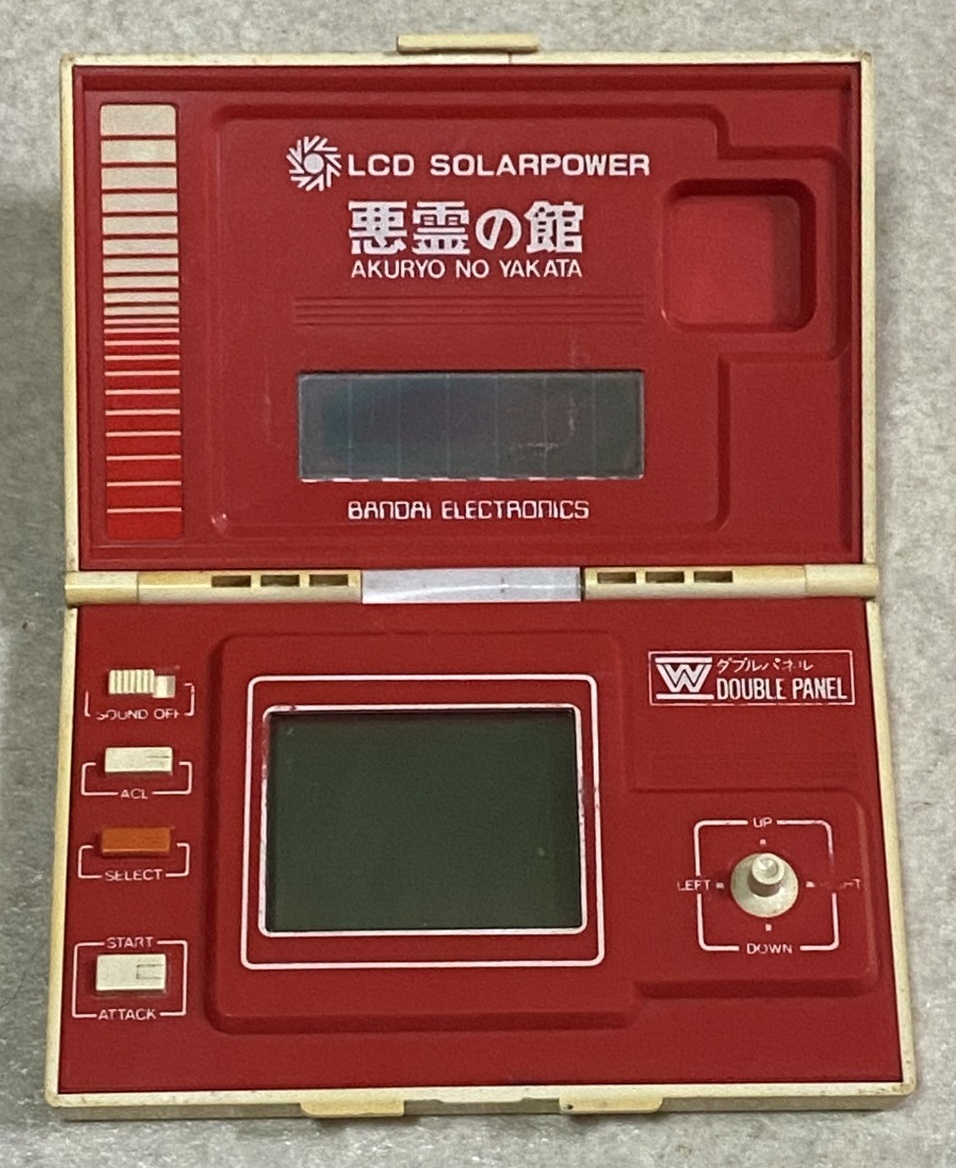 LCD SOLARPOWER
悪霊の館
AKURYO NO YAKATA
BANDAI ELECTRONICS
W ダブルパネル
DOUBLE PANEL
SOUND OFF
ACL
SELECT
START
ATTACK
UP
LEFT
DOWN